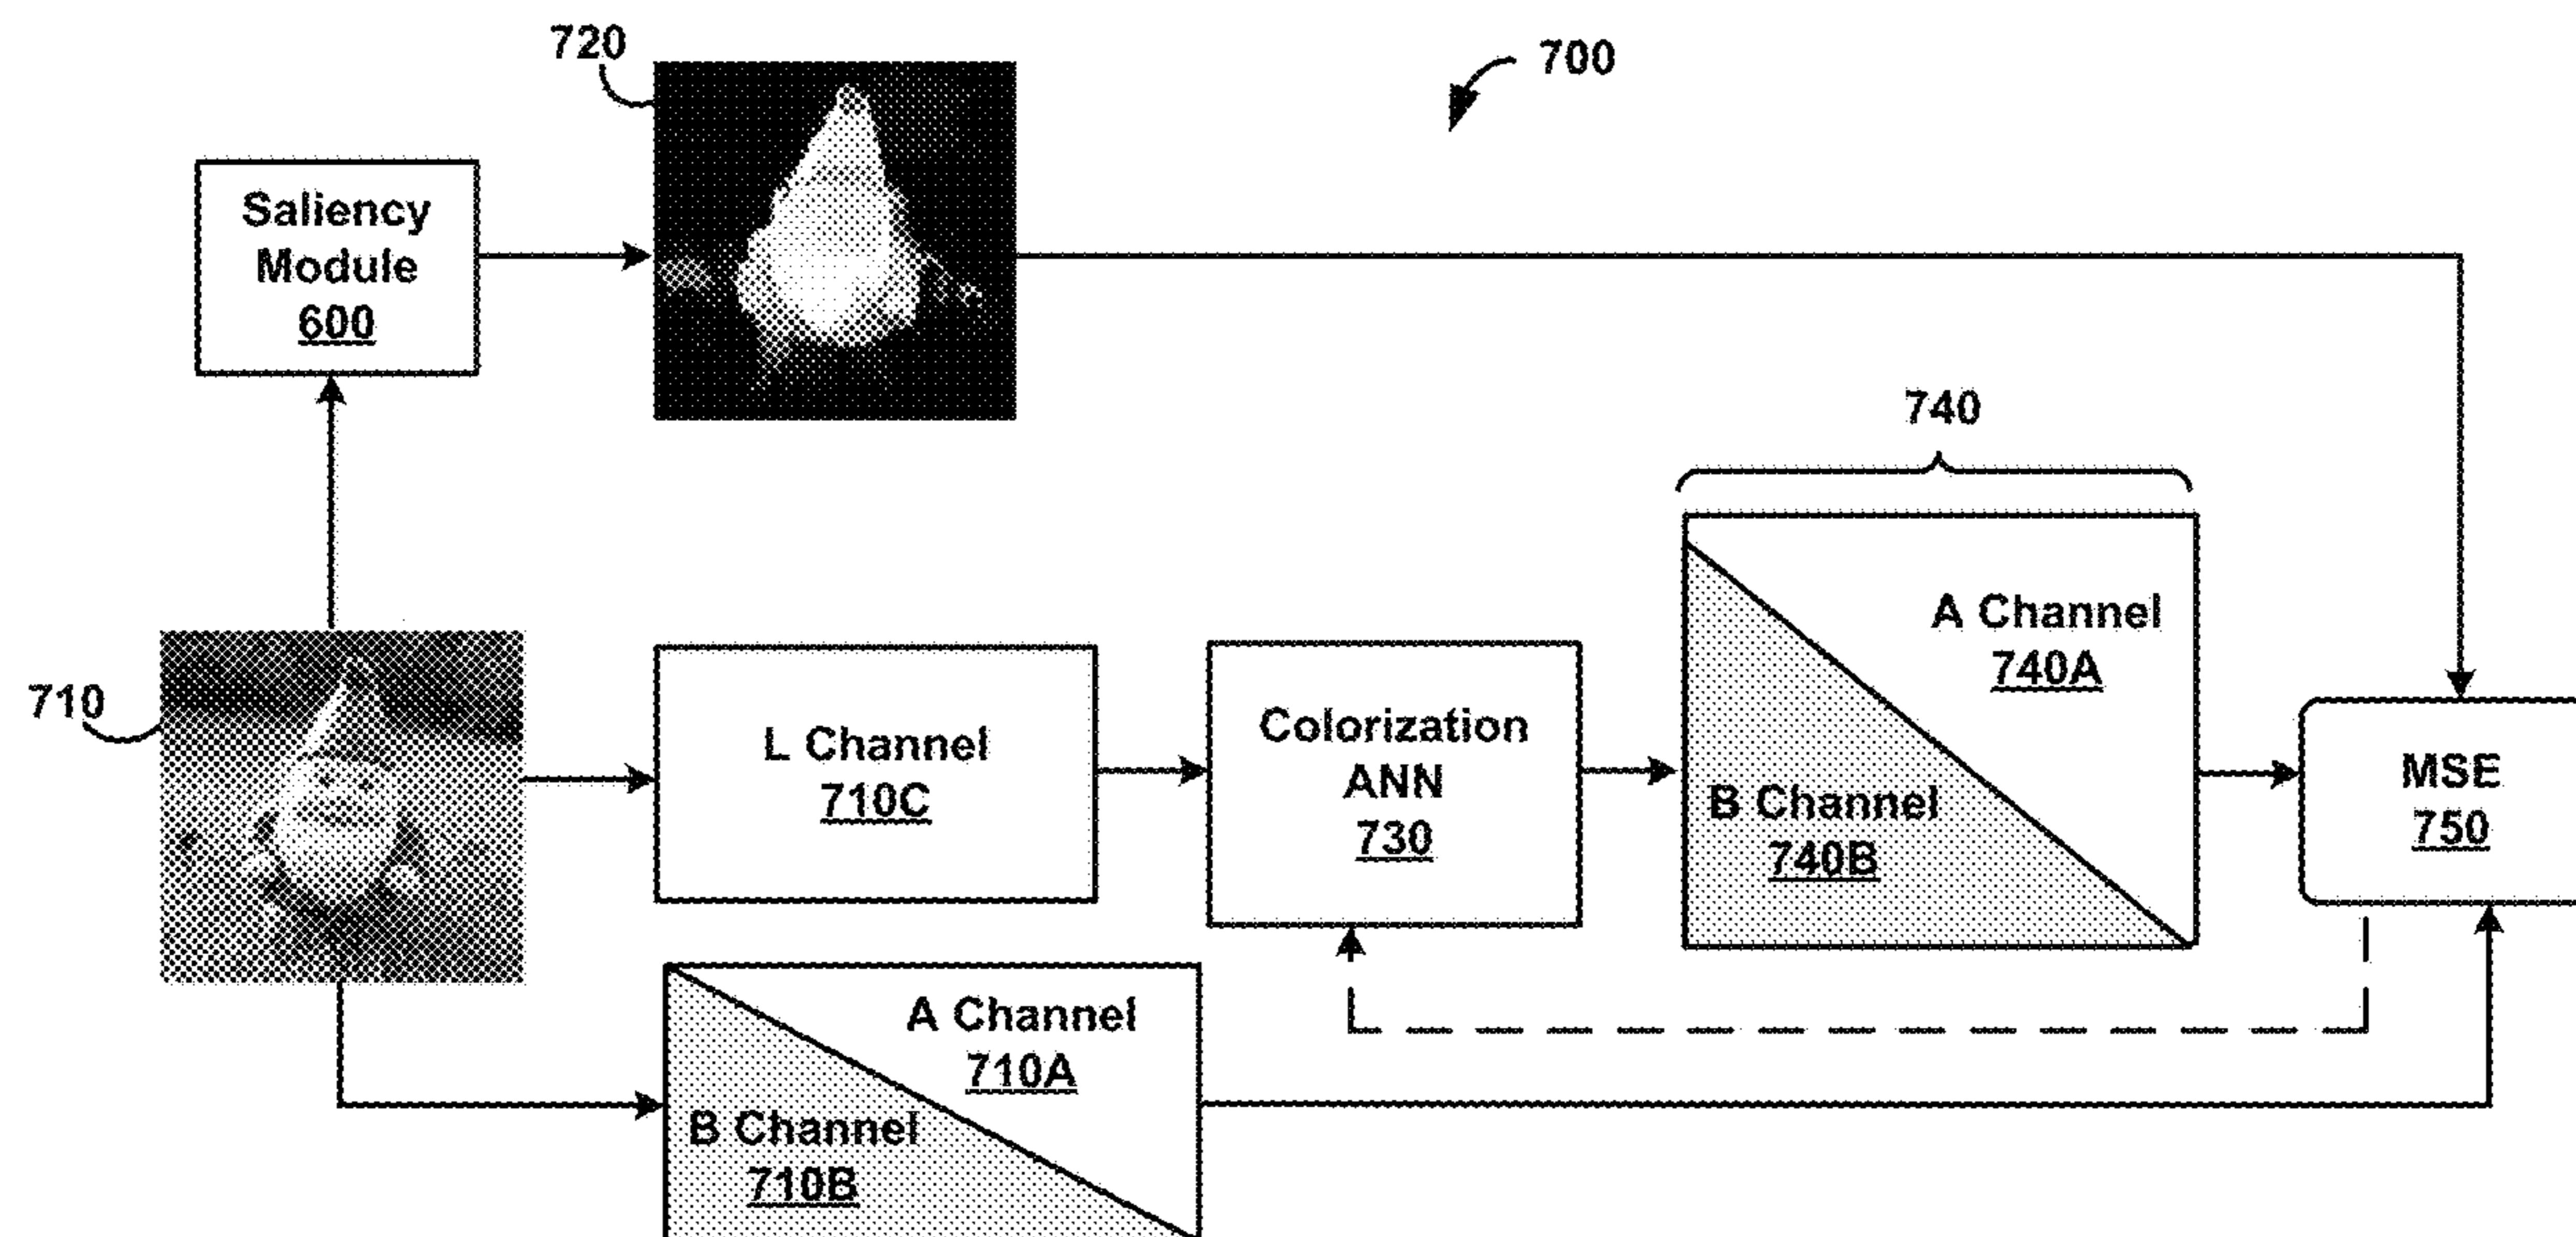 720
700
Saliency
Module
600
740
A Channel
740A
710
L Channel
710C
Colorization
ANN
730
B Channel
740B
MSE
750
A Channel
710A
B Channel
710B